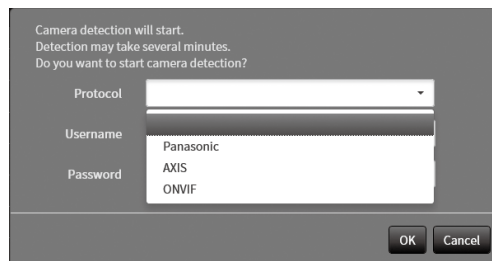 Camera detection will start.
Detection may take several minutes.
Do you want to start camera detection?
Protocol
Username
Panasonic
AXIS
Password
ONVIF
OK Cancel